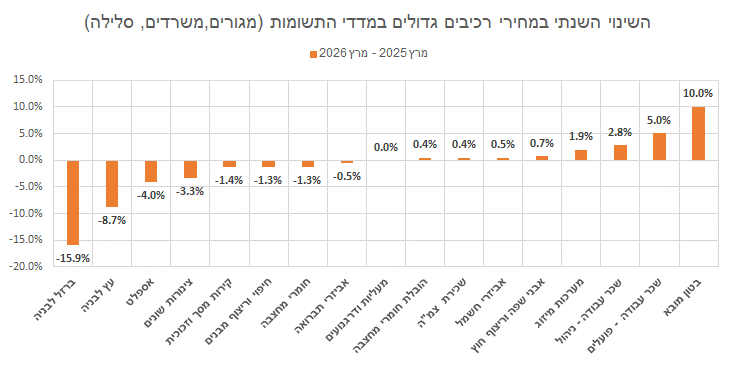 השינוי השנתי במחירי רכיבים גדולים במדדי התשומות (מגורים,משרדים, סלילה)
מרץ 2025 - מרץ 2026
15.0%
10.0%
5.0%
0.0%
-5.0%
-10.0%
-15.0%
-20.0%
-15.9%
-8.7%
-4.0%
-3.3%
-1.4%
-1.3%
-1.3%
-0.5%
0.0%
0.4%
0.4%
0.5%
0.7%
1.9%
2.8%
5.0%
10.0%
ברזל לבניה
עץ לבניה
אספלט
צינורות שונים
קירות מסך וזכוכית
חיפוי וריצוף מבנים
חומרי מחצבה
אביזרי תברואה
מעליות ודרגנועים
הובלת חומרי מחצבה
שכירת צמ"ה
אביזרי חשמל
אבני שפה וריצוף חוץ
מערכות מיזוג
שכר עבודה - ניהול
שכר עבודה - פועלים
בטון מובא